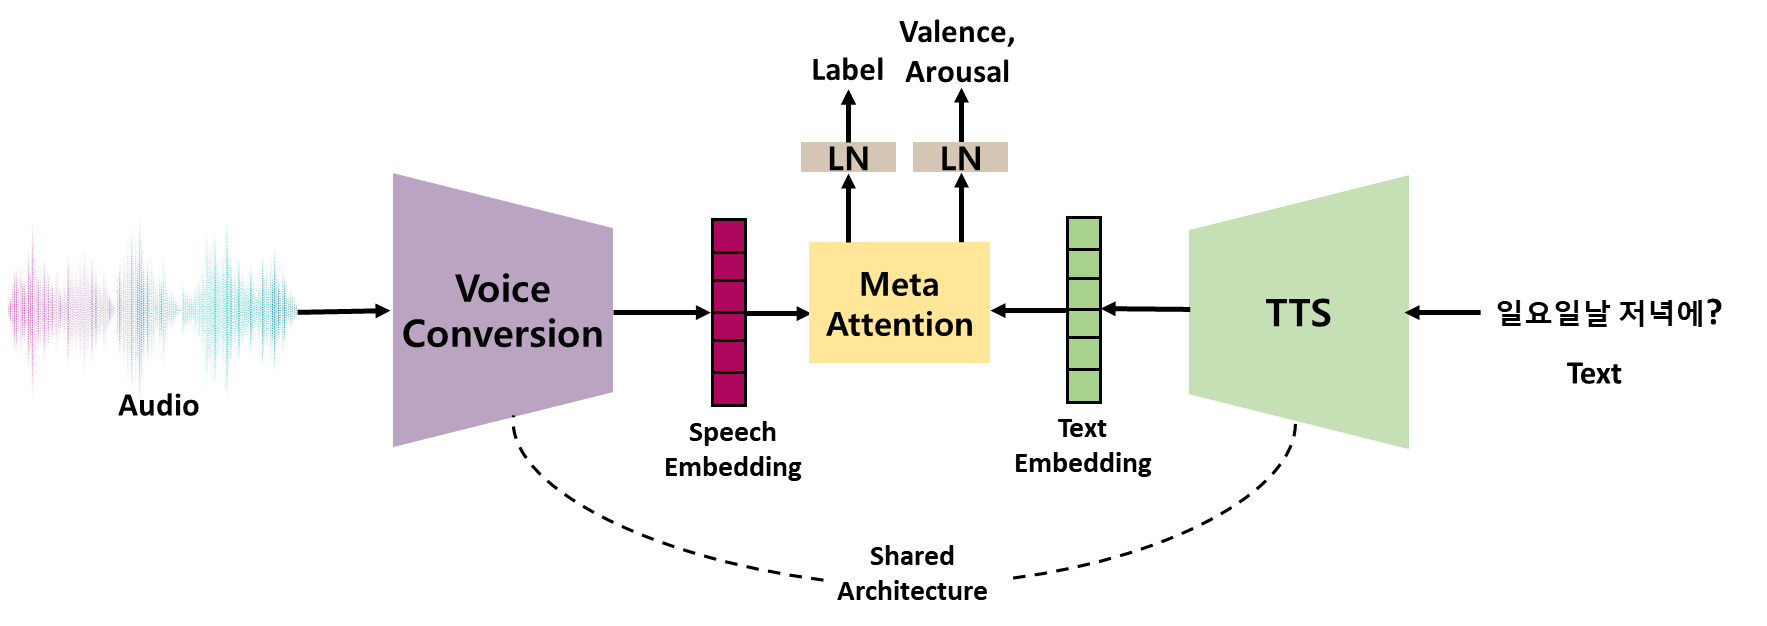 Audio
Voice
Conversion
Speech
Embedding
Label
Valence,
Arousal
LN
LN
Meta
Attention
Text
Embedding
TTS
일요일날 저녁에?
Text
Shared
Architecture